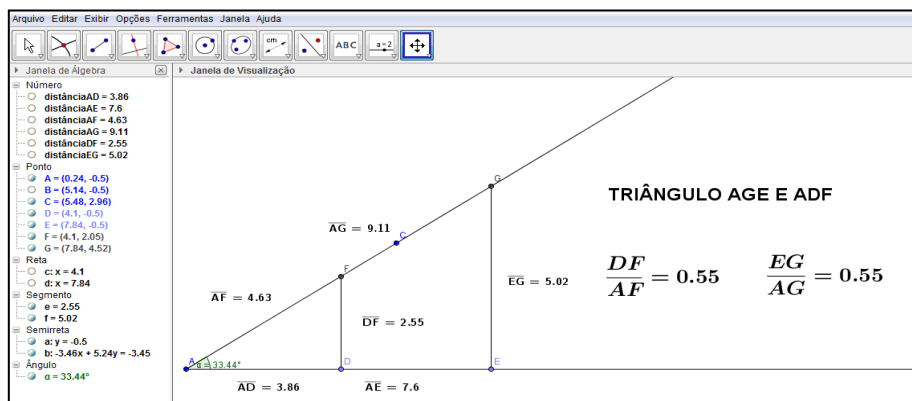 Arquivo Editar Exibir Opções Ferramentas Janela Ajuda
cm
ABC
a=2
Janela de Álgebra
Janela de Visualização
Número
distânciaAD = 3.86
distânciaAE = 7.6
distânciaAF = 4.63
distânciaAG = 9.11
distânciaDF = 2.55
distânciaEG = 5.02
Ponto
A = (0.24, -0.5)
B = (5.14, -0.5)
C = (5.48, 2.96)
D = (4.1, -0.5)
E = (7.84, -0.5)
F = (4.1, 2.05)
G = (7.84, 4.52)
Reta
c: x = 4.1
d: x = 7.84
Segmento
e = 2.55
f = 5.02
Semirreta
a: y = -0.5
b: -3.46x + 5.24y = -3.45
Ângulo
α = 33.44°
G
TRIÂNGULO AGE E ADF
AG = 9.11
C
F
DF/AF = 0.55 EG/AG = 0.55
EG = 5.02
AF = 4.63
DF = 2.55
A
α = 33.44°
D
E
AD = 3.86
AE = 7.6